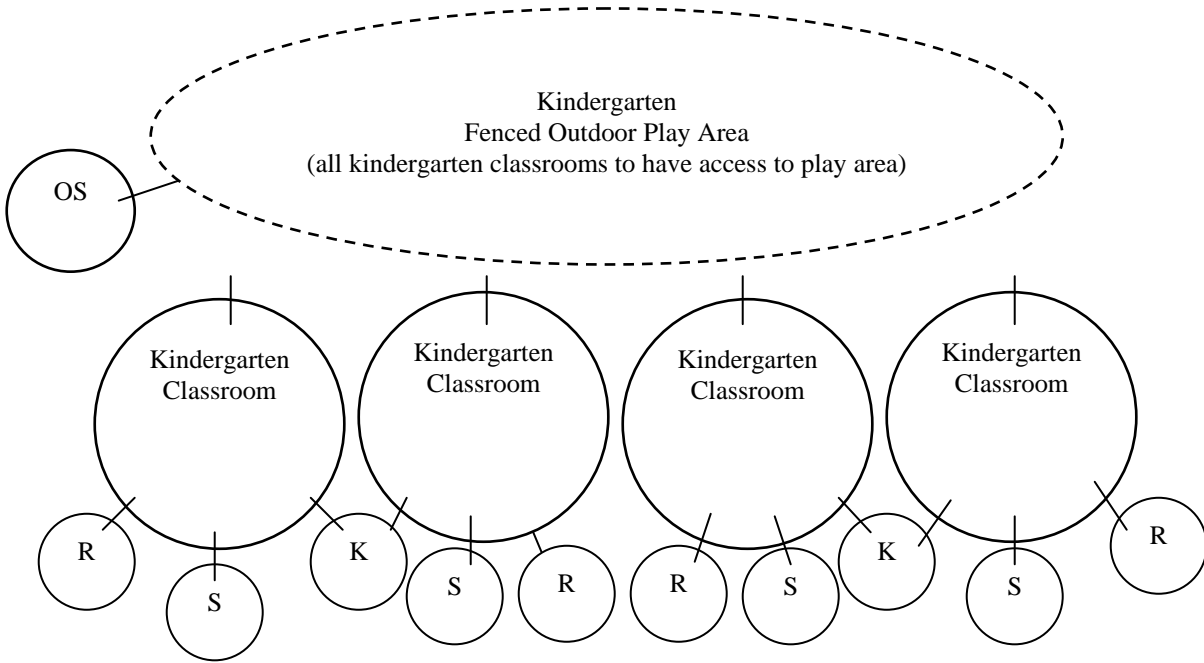 Kindergarten
Fenced Outdoor Play Area
(all kindergarten classrooms to have access to play area)
OS
Kindergarten
Classroom
Kindergarten
Classroom
Kindergarten
Classroom
Kindergarten
Classroom
R
S
K
S
R
R
S
K
S
R